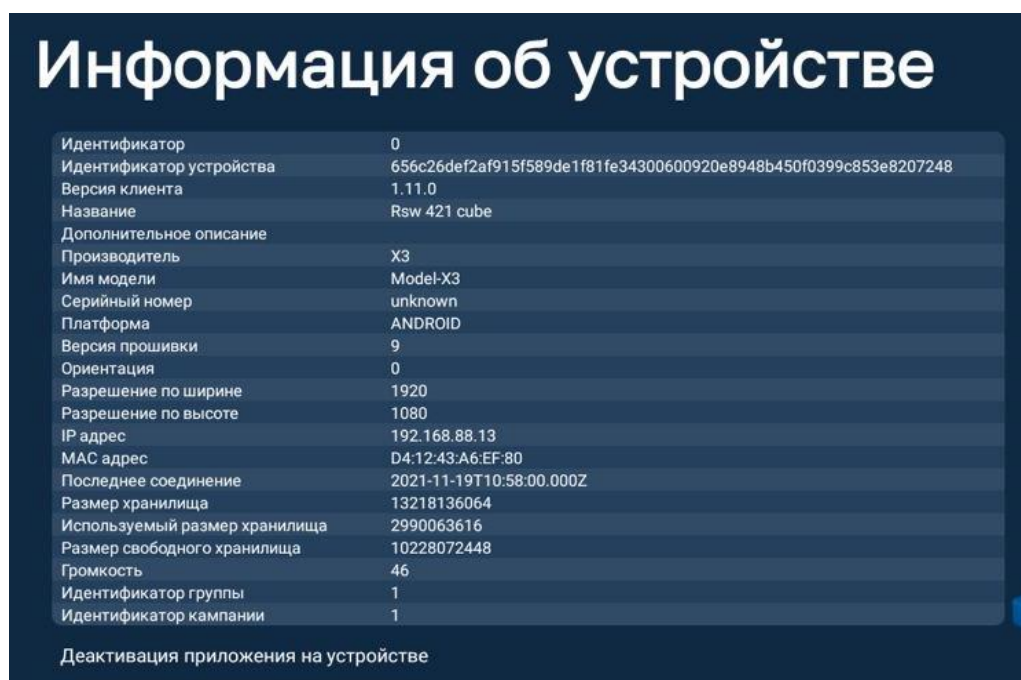 Информация об устройстве
Идентификатор 0
Идентификатор устройства 656c26def2af915f589de1f81fe34300600920e8948b450f0399c853e8207248
Версия клиента 1.11.0
Название Rsw 421 cube
Дополнительное описание
Производитель X3
Имя модели Model-X3
Серийный номер unknown
Платформа ANDROID
Версия прошивки 9
Ориентация 0
Разрешение по ширине 1920
Разрешение по высоте 1080
IP адрес 192.168.88.13
MAC адрес D4:12:43:A6:EF:80
Последнее соединение 2021-11-19T10:58:00.000Z
Размер хранилища 13218136064
Используемый размер хранилища 2990063616
Размер свободного хранилища 10228072448
Громкость 46
Идентификатор группы 1
Идентификатор кампании 1
Деактивация приложения на устройстве